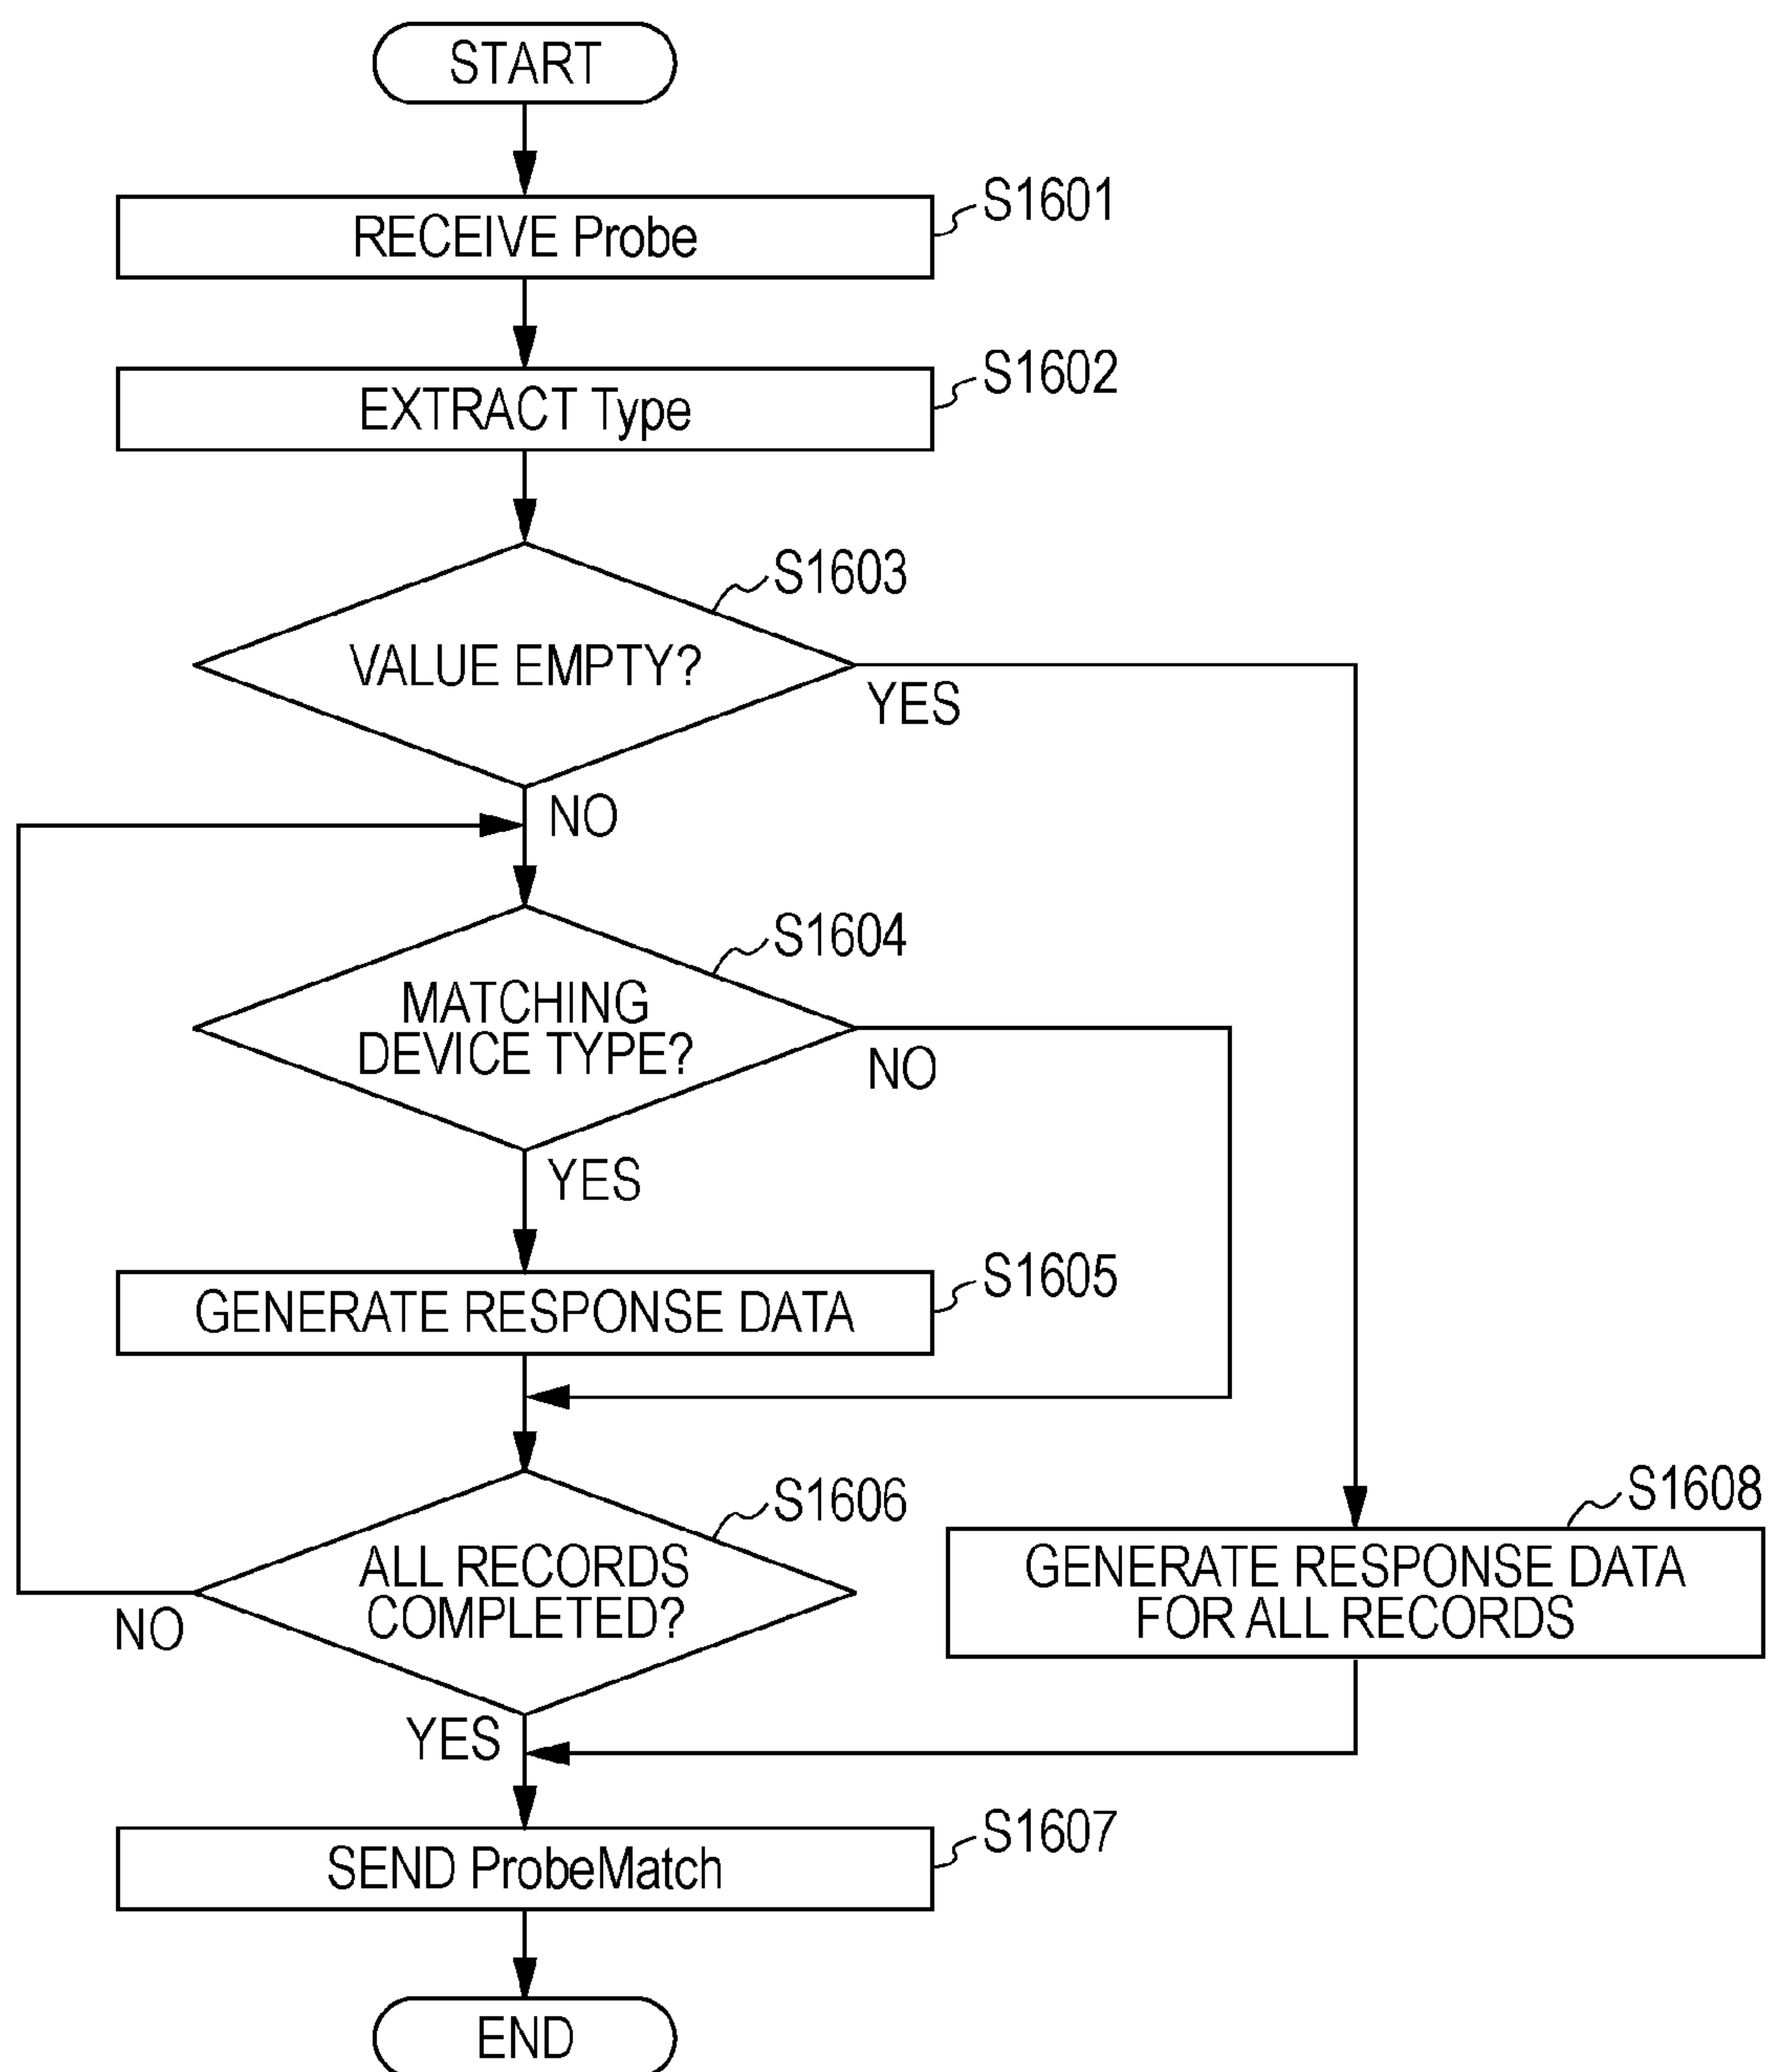 START
RECEIVE Probe
S1601
EXTRACT Type
S1602
S1603
VALUE EMPTY?
YES
NO
S1604
MATCHING
DEVICE TYPE?
NO
YES
GENERATE RESPONSE DATA
S1605
S1606
ALL RECORDS
COMPLETED?
NO
YES
S1608
GENERATE RESPONSE DATA
FOR ALL RECORDS
SEND ProbeMatch
S1607
END